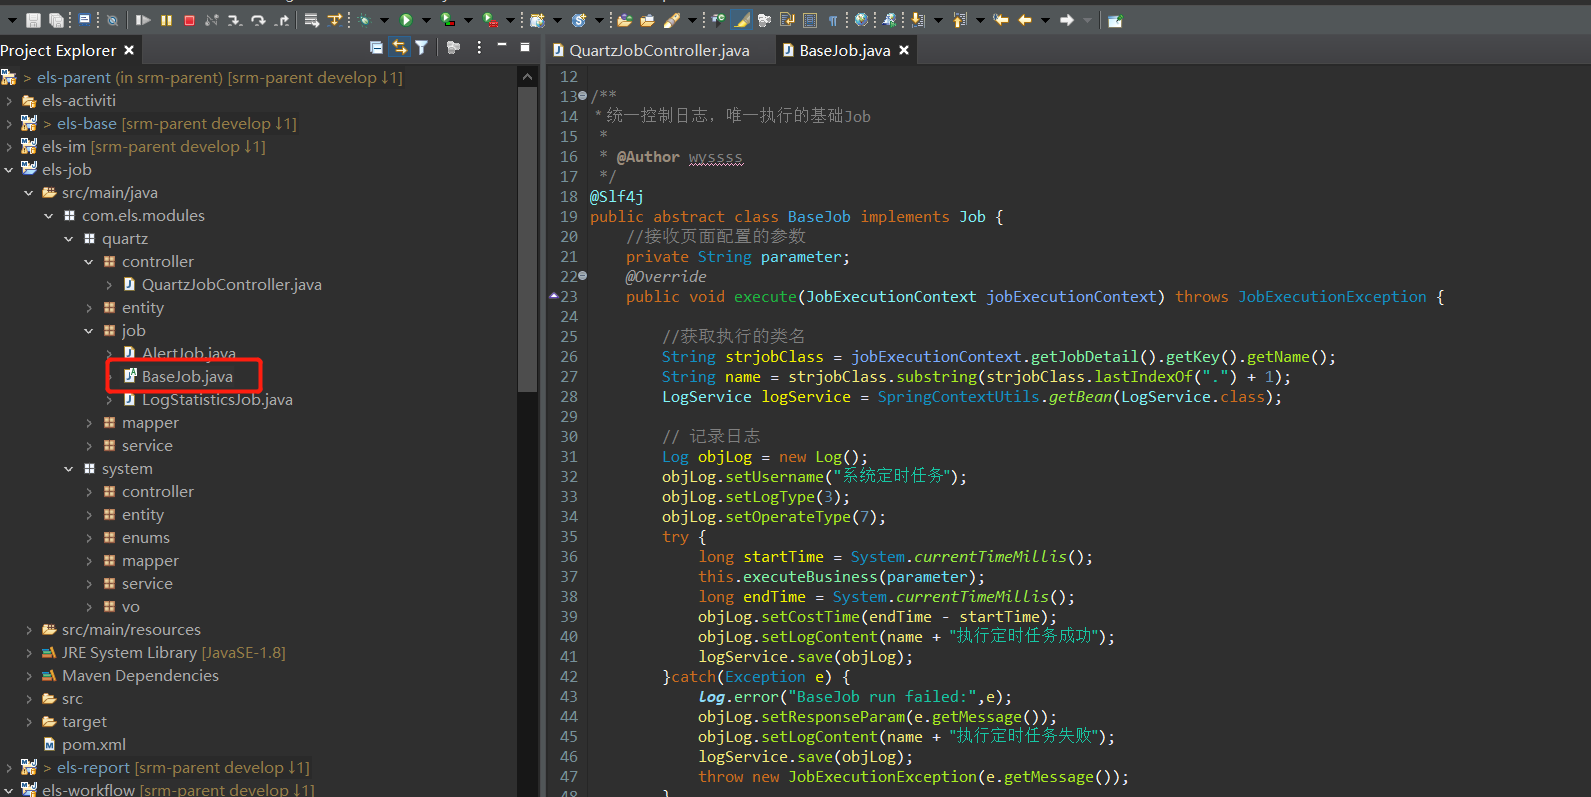 Project Explorer
> els-parent (in srm-parent) [srm-parent develop ↓1]
els-activiti
> els-base [srm-parent develop ↓1]
els-im [srm-parent develop ↓1]
els-job
src/main/java
com.els.modules
quartz
controller
QuartzJobController.java
entity
job
AlertJob.java
BaseJob.java
LogStatisticsJob.java
mapper
service
system
controller
entity
enums
mapper
service
vo
src/main/resources
JRE System Library [JavaSE-1.8]
Maven Dependencies
src
target
pom.xml
> els-report [srm-parent develop ↓1]
els-workflow [srm-parent develop ↓1]
QuartzJobController.java
BaseJob.java
12
13 /**
14 * 统一控制日志，唯一执行的基础Job
15 *
16 * @Author wyssss
17 */
18 @Slf4j
19 public abstract class BaseJob implements Job {
20 //接收页面配置的参数
21 private String parameter;
22 @Override
23 public void execute(JobExecutionContext jobExecutionContext) throws JobExecutionException {
24
25 //获取执行的类名
26 String strjobClass = jobExecutionContext.getJobDetail().getKey().getName();
27 String name = strjobClass.substring(strjobClass.lastIndexOf(".") + 1);
28 LogService logService = SpringContextUtils.getBean(LogService.class);
29
30 // 记录日志
31 Log objLog = new Log();
32 objLog.setUsername("系统定时任务");
33 objLog.setLogType(3);
34 objLog.setOperateType(7);
35 try {
36 long startTime = System.currentTimeMillis();
37 this.executeBusiness(parameter);
38 long endTime = System.currentTimeMillis();
39 objLog.setCostTime(endTime - startTime);
40 objLog.setLogContent(name + "执行定时任务成功");
41 logService.save(objLog);
42 }catch(Exception e) {
43 log.error("BaseJob run failed:",e);
44 objLog.setResponseParam(e.getMessage());
45 objLog.setLogContent(name + "执行定时任务失败");
46 logService.save(objLog);
47 throw new JobExecutionException(e.getMessage());
48 }